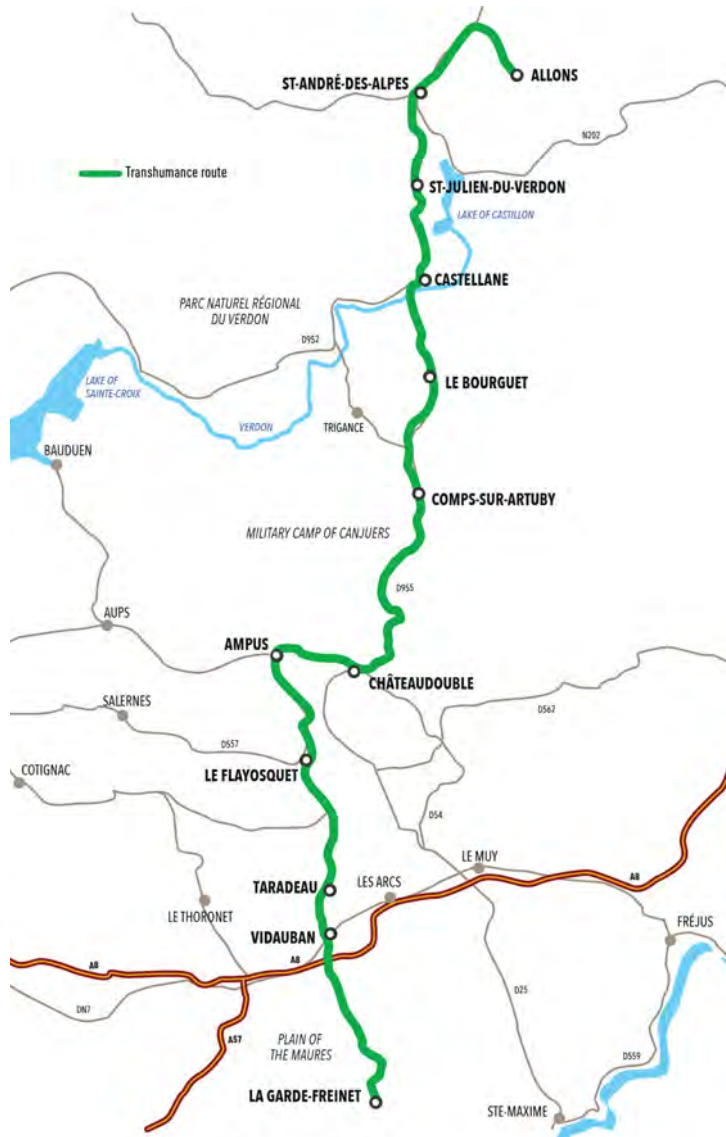 ST-ANDRÉ-DES-ALPES
ALLONS
N202
Transhumance route
ST-JULIEN-DU-VERDON
LAKE OF CASTILLON
CASTELLANE
PARC NATUREL RÉGIONAL
DU VERDON
D952
LAKE OF
SAINTE-CROIX
LE BOURGUET
VERDON
TRIGANCE
BAUDUEN
COMPS-SUR-ARTUBY
MILITARY CAMP OF CANJUERS
D955
AUPS
AMPUS
CHÂTEAUDOUBLE
SALERNES
D562
D557
COTIGNAC
LE FLAYOSQUET
D54
LE MUY
A8
TARADEAU
LES ARCS
LE THORONET
VIDAUBAN
FRÉJUS
A8
A8
DN7
D25
A57
PLAIN OF
THE MAURES
D559
LA GARDE-FREINET
STE-MAXIME